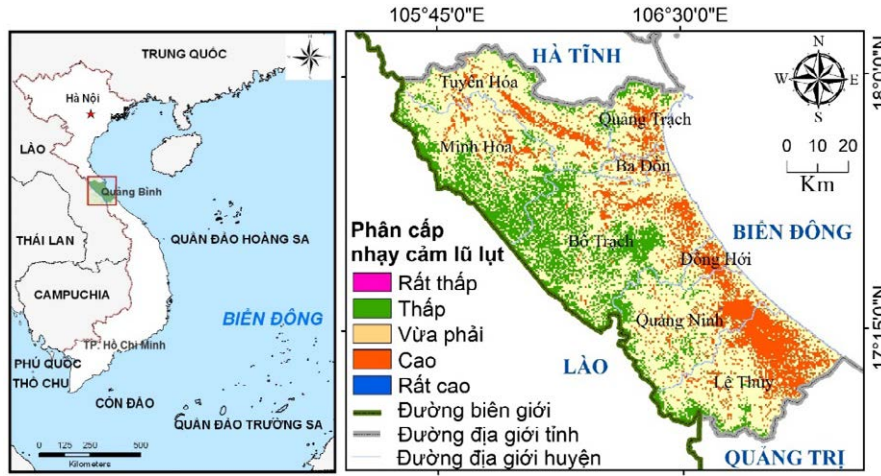 TRUNG QUỐC
Hà Nội
LÀO
Quảng Bình
THÁI LAN
QUẦN ĐẢO HOÀNG SA
CAMPUCHIA
BIỂN ĐÔNG
TP. Hồ Chí Minh
PHÚ QUỐC
THỔ CHU
CÔN ĐẢO
QUẦN ĐẢO TRƯỜNG SA
0 125 250 500
Kilometers
105°45'0"E
106°30'0"E
18°0'0"N
17°15'0"N
HÀ TĨNH
N
W
E
S
0 10 20
Km
Tuyên Hóa
Quảng Trạch
Minh Hóa
Ba Đồn
Bố Trạch
BIỂN ĐÔNG
Đồng Hới
Quảng Ninh
LÀO
Lệ Thủy
QUẢNG TRỊ
Phân cấp
nhạy cảm lũ lụt
Rất thấp
Thấp
Vừa phải
Cao
Rất cao
Đường biên giới
Đường địa giới tỉnh
Đường địa giới huyện